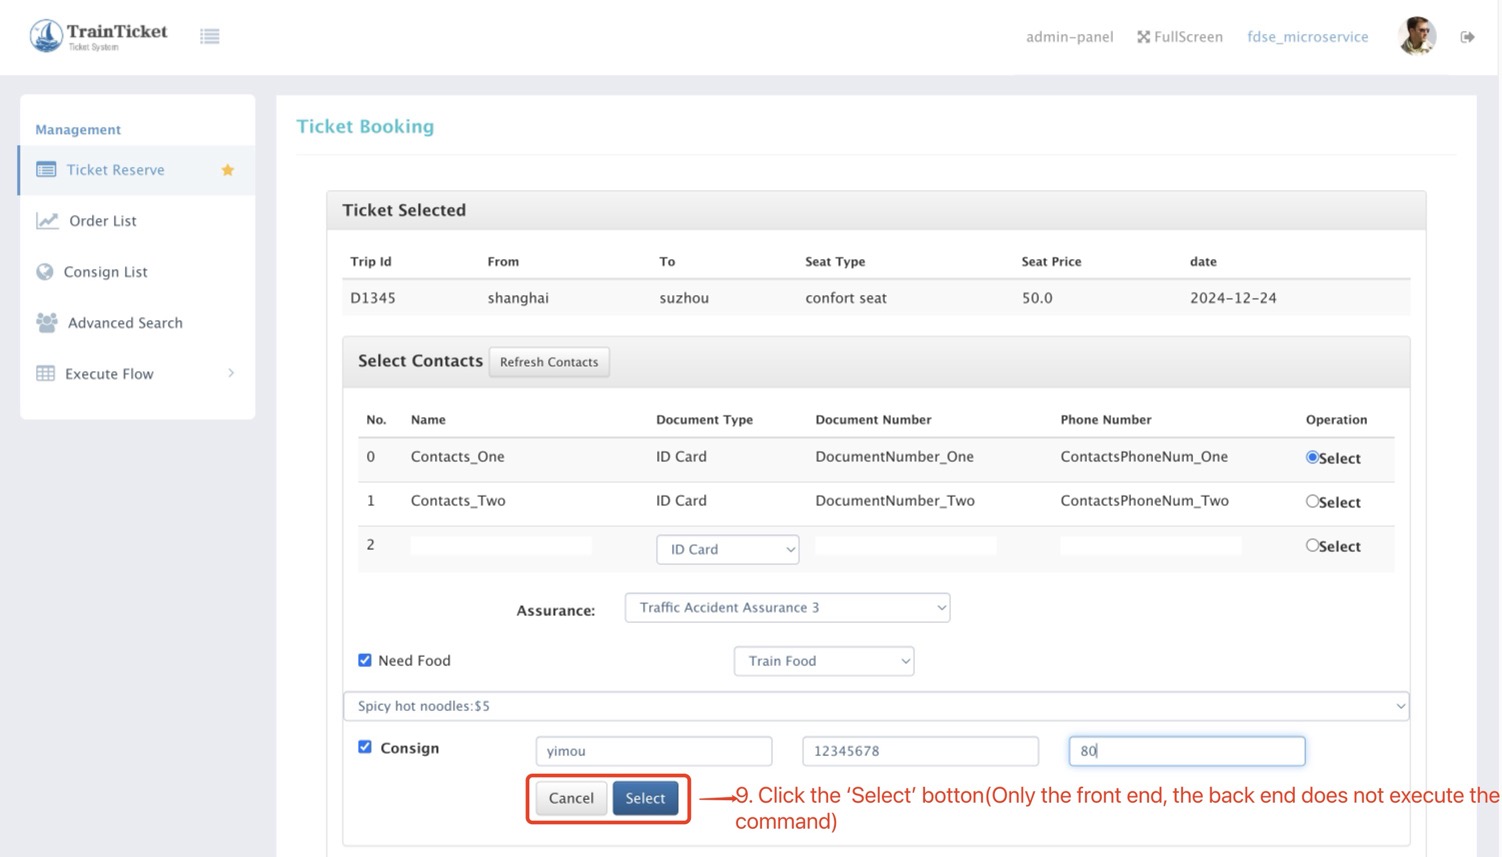 TrainTicket
Ticket System
admin-panel FullScreen fdse_microservice
Management
Ticket Reserve
Order List
Consign List
Advanced Search
Execute Flow
Ticket Booking
Ticket Selected
Trip Id From To Seat Type Seat Price date
D1345 shanghai suzhou confort seat 50.0 2024-12-24
Select Contacts Refresh Contacts
No. Name Document Type Document Number Phone Number Operation
0 Contacts_One ID Card DocumentNumber_One ContactsPhoneNum_One Select
1 Contacts_Two ID Card DocumentNumber_Two ContactsPhoneNum_Two Select
2 ID Card Select
Assurance: Traffic Accident Assurance 3
Need Food Train Food
Spicy hot noodles:$5
Consign yimou 12345678 80
Cancel Select
9. Click the ‘Select’ botton(Only the front end, the back end does not execute the
command)